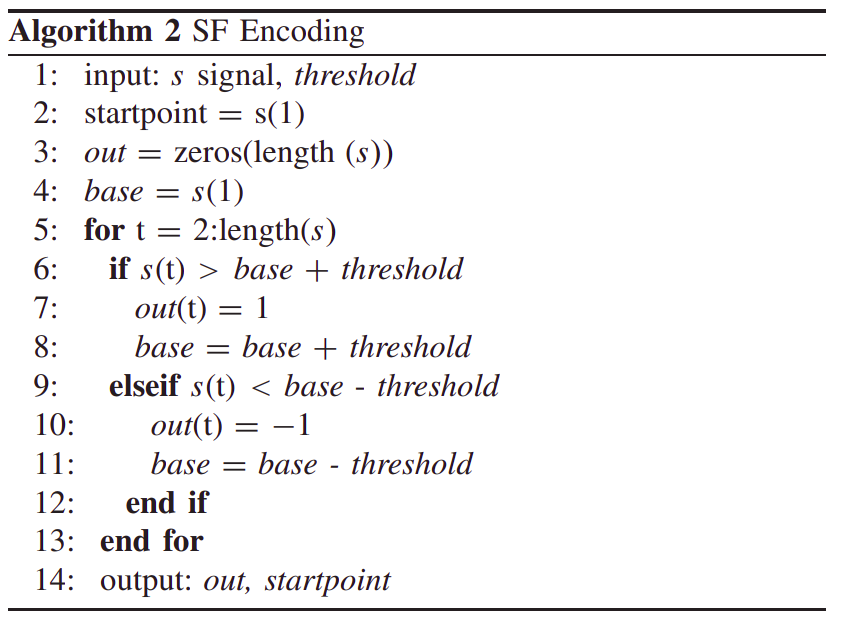 Algorithm 2 SF Encoding
1: input: s signal, threshold
2: startpoint = s(1)
3: out = zeros(length (s))
4: base = s(1)
5: for t = 2:length(s)
6: if s(t) > base + threshold
7: out(t) = 1
8: base = base + threshold
9: elseif s(t) < base - threshold
10: out(t) = −1
11: base = base - threshold
12: end if
13: end for
14: output: out, startpoint